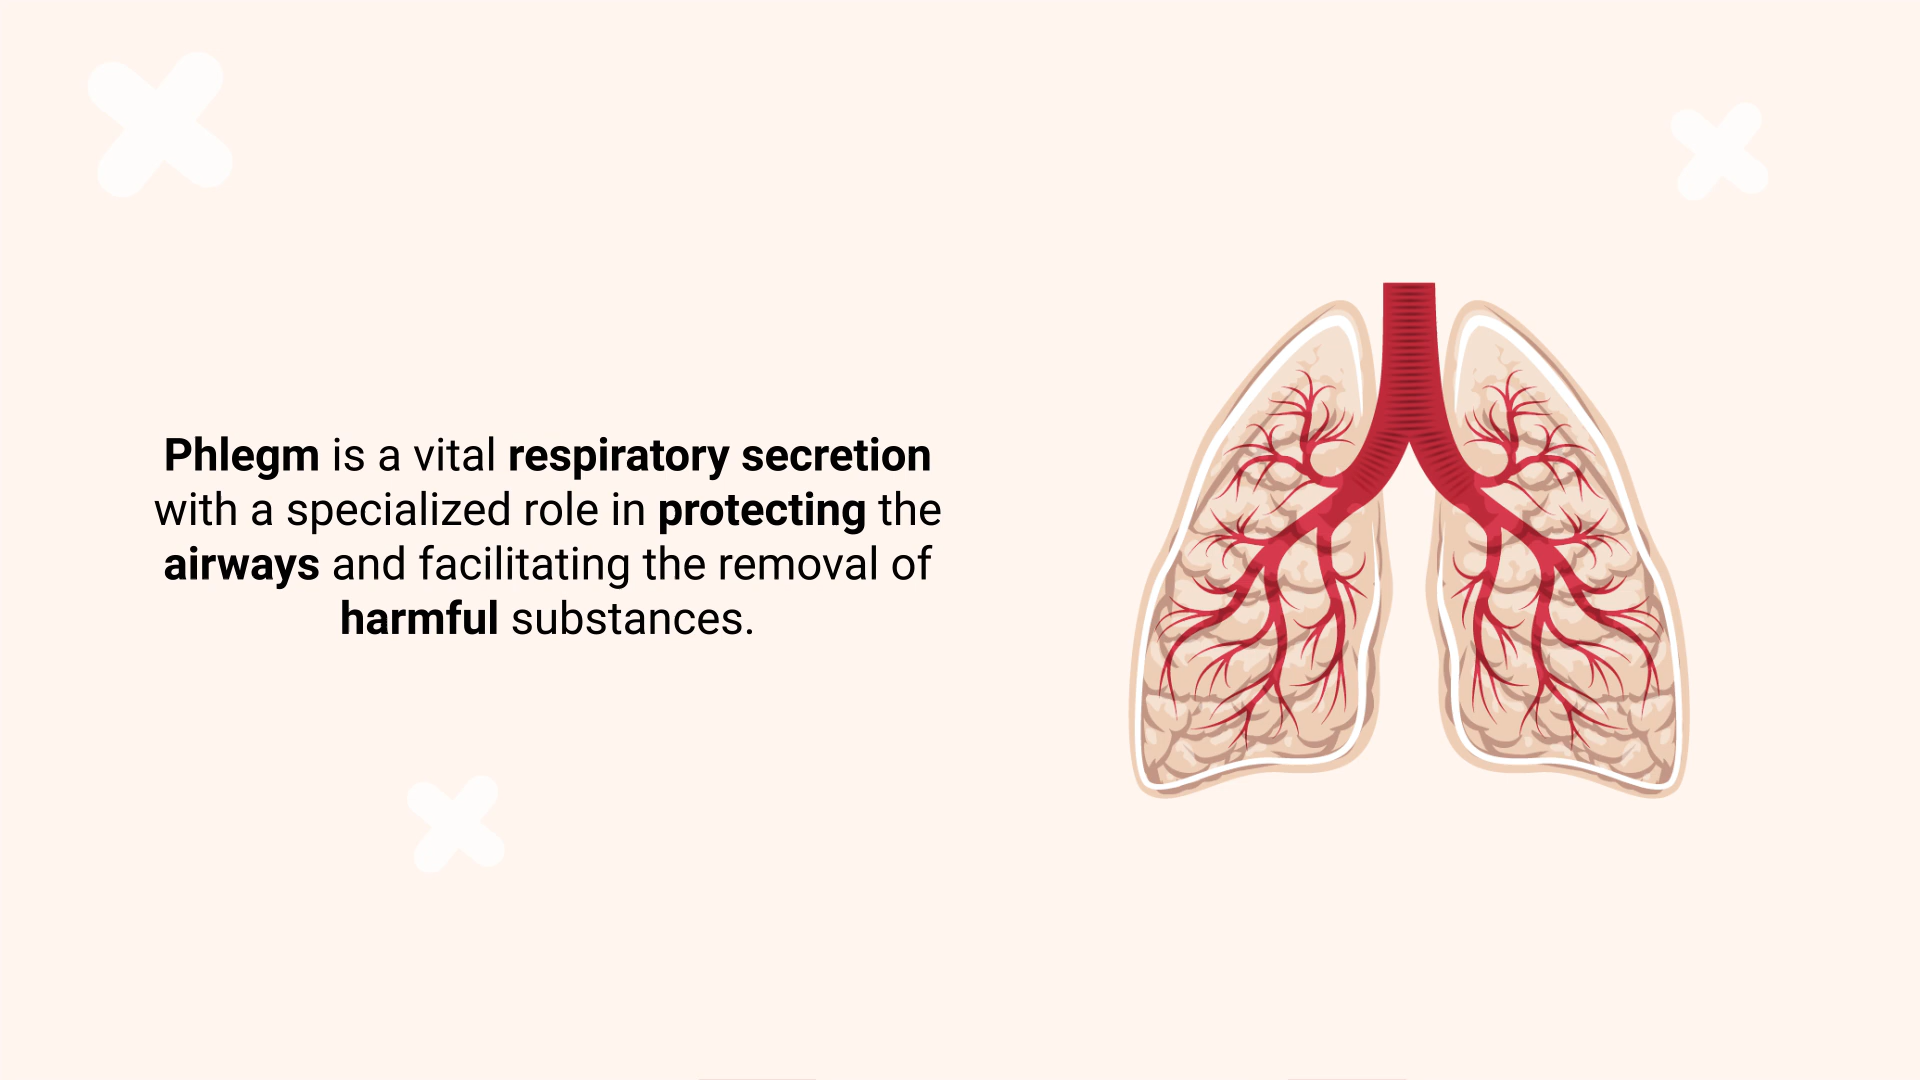 Phlegm is a vital respiratory secretion
with a specialized role in protecting the
airways and facilitating the removal of
harmful substances.